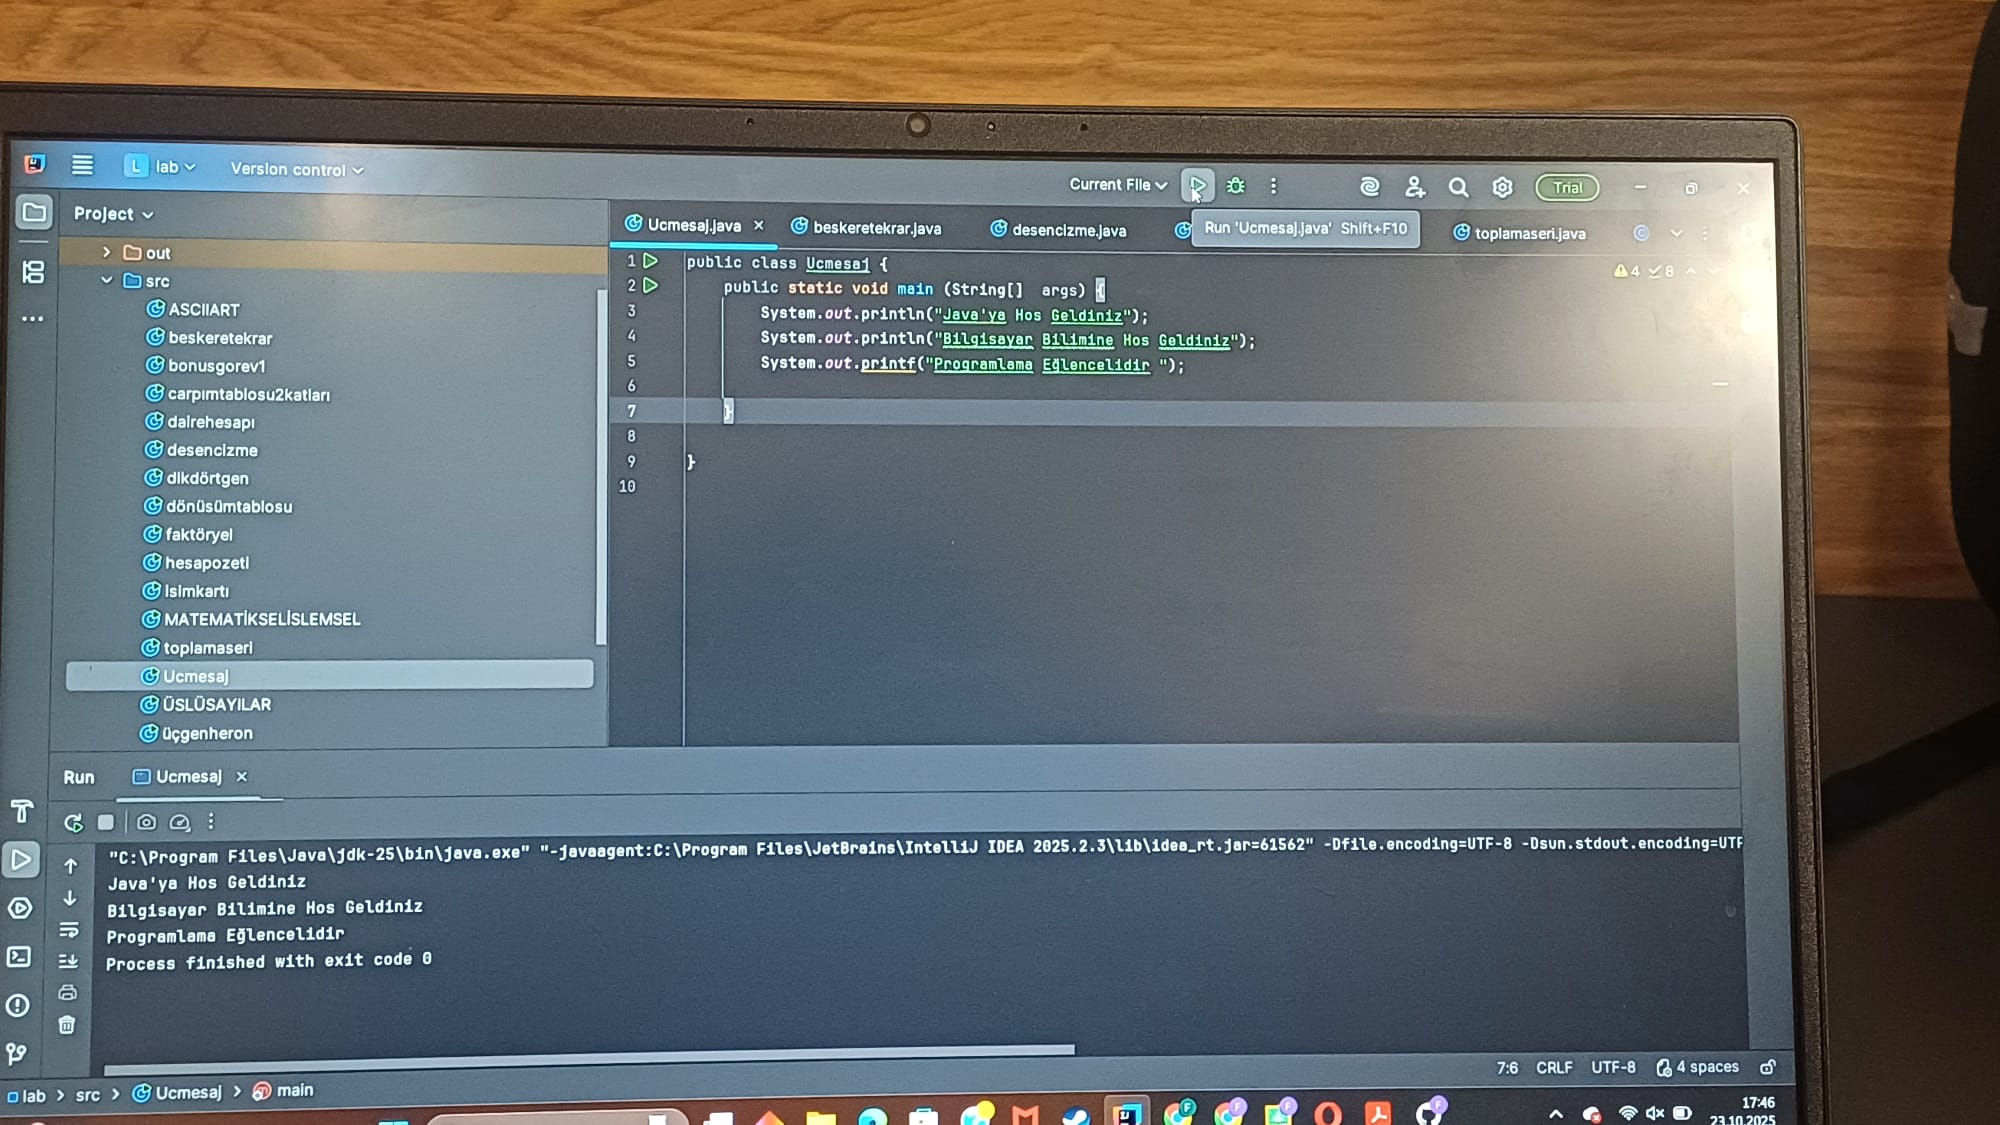 L lab Version control Current File Trial
Project
Ucmesaj.java beskeretekrar.java desencizme.java Run 'Ucmesaj.java' Shift+F10 toplamaseri.java
out
src
ASCIIART
beskeretekrar
bonusgorev1
carpımtablosu2katları
dairehesapı
desencizme
dikdörtgen
dönüsümtablosu
faktöryel
hesapozeti
isimkartı
MATEMATİKSELİSLEMSEL
toplamaseri
Ucmesaj
ÜSLÜSAYILAR
üçgenheron
4 8
1 public class Ucmesaj {
2 public static void main (String[] args) {
3 System.out.println("Java'ya Hos Geldiniz");
4 System.out.println("Bilgisayar Bilimine Hos Geldiniz");
5 System.out.printf("Programlama Eğlencelidir ");
6
7 }
8
9 }
10
Run Ucmesaj
"C:\Program Files\Java\jdk-25\bin\java.exe" "-javaagent:C:\Program Files\JetBrains\IntelliJ IDEA 2025.2.3\lib\idea_rt.jar=61562" -Dfile.encoding=UTF-8 -Dsun.stdout.encoding=UTF
Java'ya Hos Geldiniz
Bilgisayar Bilimine Hos Geldiniz
Programlama Eğlencelidir
Process finished with exit code 0
7:6 CRLF UTF-8 4 spaces
lab > src > Ucmesaj > main
17:46
23.10.2025